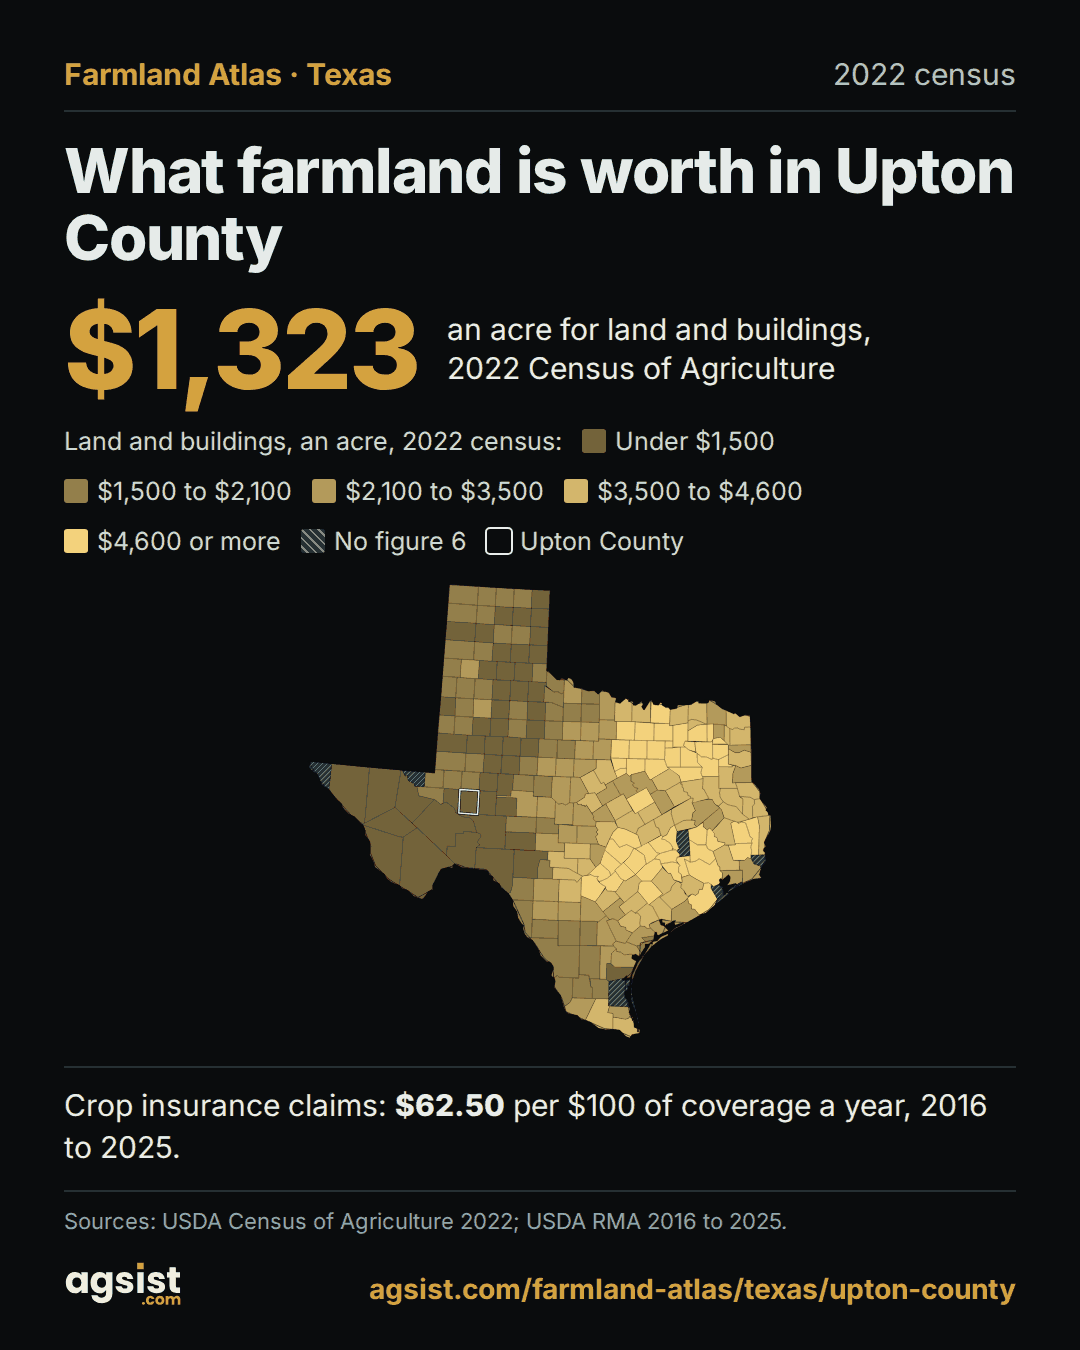 Farmland Atlas · Texas
2022 census
What farmland is worth in Upton
County
$1,323
an acre for land and buildings,
2022 Census of Agriculture
Land and buildings, an acre, 2022 census: Under $1,500
$1,500 to $2,100 $2,100 to $3,500 $3,500 to $4,600
$4,600 or more No figure 6 Upton County
Crop insurance claims: $62.50 per $100 of coverage a year, 2016
to 2025.
Sources: USDA Census of Agriculture 2022; USDA RMA 2016 to 2025.
agsist
.com
agsist.com/farmland-atlas/texas/upton-county